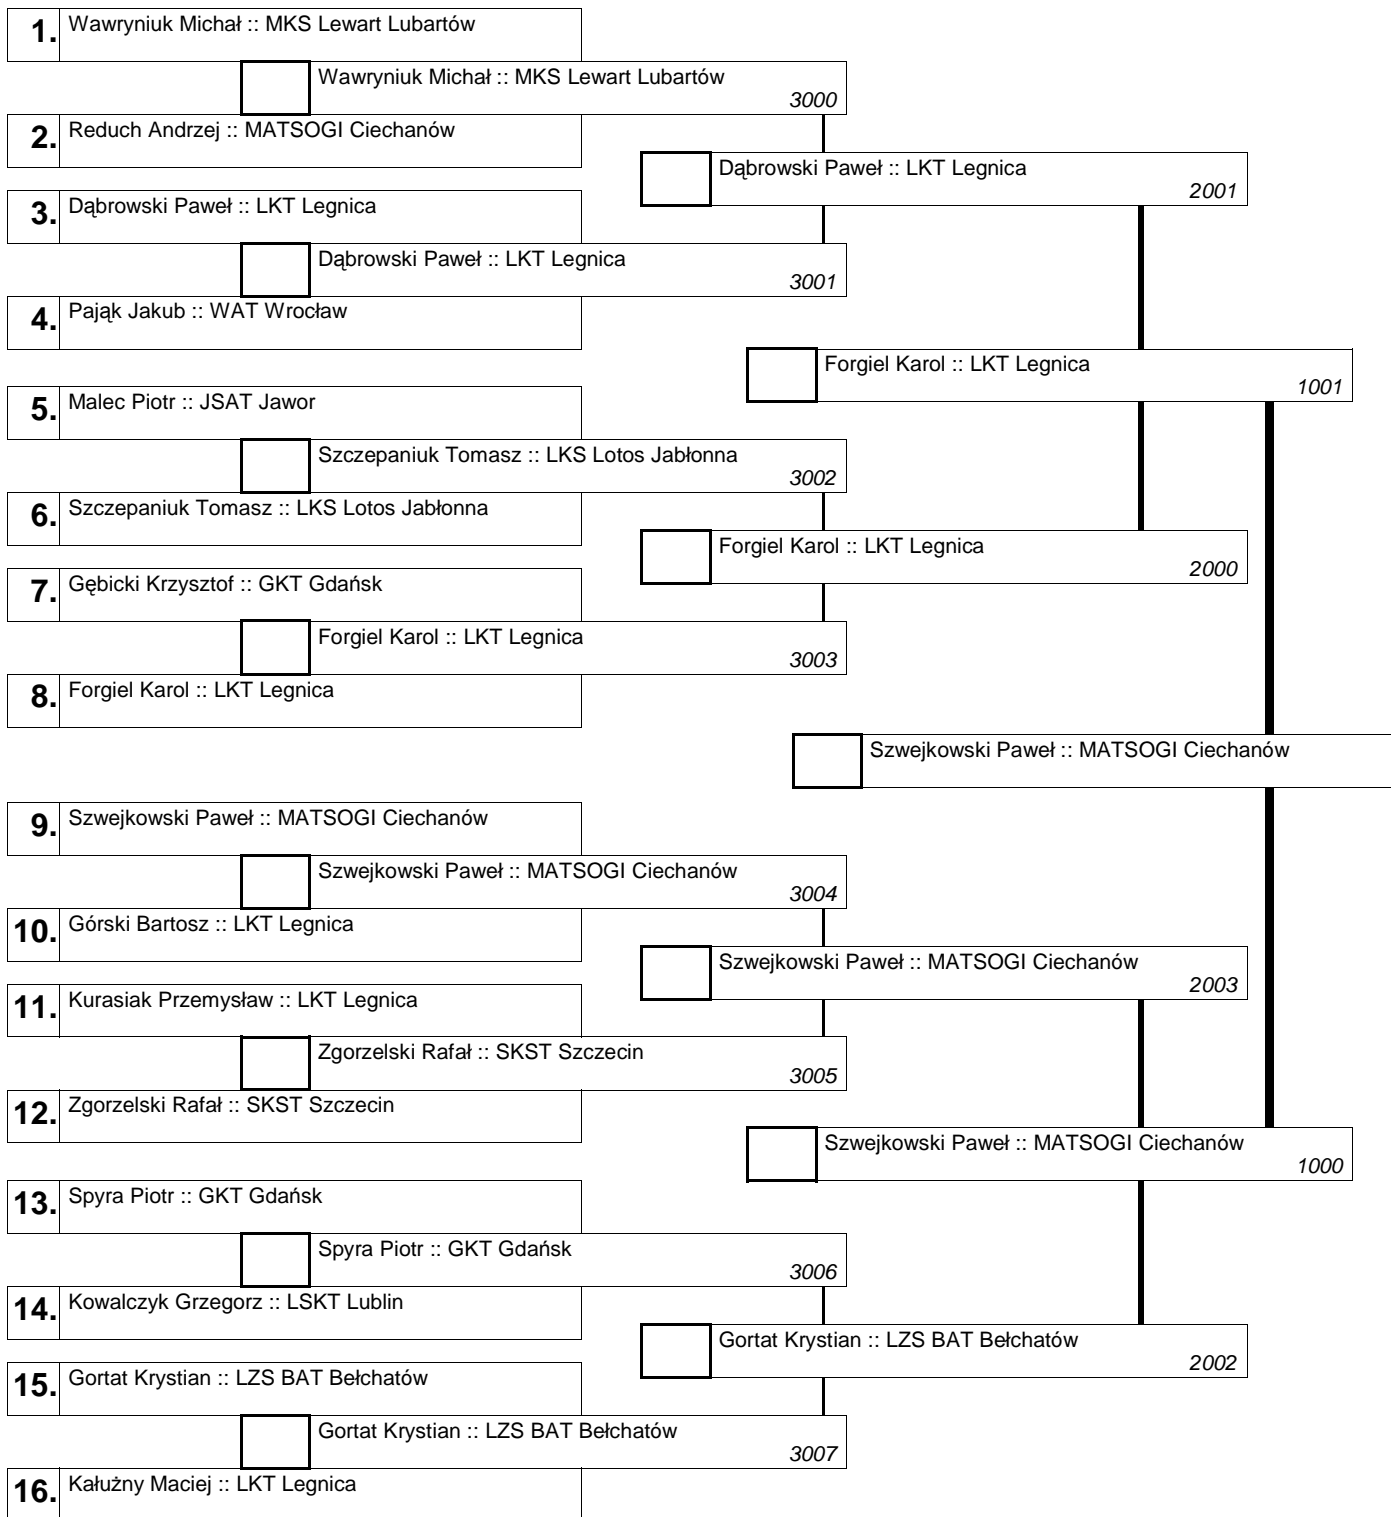 1. Wawryniuk Michał :: MKS Lewart Lubartów
Wawryniuk Michał :: MKS Lewart Lubartów
3000
2. Reduch Andrzej :: MATSOGI Ciechanów
Dąbrowski Paweł :: LKT Legnica
2001
3. Dąbrowski Paweł :: LKT Legnica
Dąbrowski Paweł :: LKT Legnica
3001
4. Pająk Jakub :: WAT Wrocław
Forgiel Karol :: LKT Legnica
1001
5. Malec Piotr :: JSAT Jawor
Szczepaniuk Tomasz :: LKS Lotos Jabłonna
3002
6. Szczepaniuk Tomasz :: LKS Lotos Jabłonna
Forgiel Karol :: LKT Legnica
2000
7. Gębicki Krzysztof :: GKT Gdańsk
Forgiel Karol :: LKT Legnica
3003
8. Forgiel Karol :: LKT Legnica
Szwejkowski Paweł :: MATSOGI Ciechanów
9. Szwejkowski Paweł :: MATSOGI Ciechanów
Szwejkowski Paweł :: MATSOGI Ciechanów
3004
10. Górski Bartosz :: LKT Legnica
Szwejkowski Paweł :: MATSOGI Ciechanów
2003
11. Kurasiak Przemysław :: LKT Legnica
Zgorzelski Rafał :: SKST Szczecin
3005
12. Zgorzelski Rafał :: SKST Szczecin
Szwejkowski Paweł :: MATSOGI Ciechanów
1000
13. Spyra Piotr :: GKT Gdańsk
Spyra Piotr :: GKT Gdańsk
3006
14. Kowalczyk Grzegorz :: LSKT Lublin
Gortat Krystian :: LZS BAT Bełchatów
2002
15. Gortat Krystian :: LZS BAT Bełchatów
Gortat Krystian :: LZS BAT Bełchatów
3007
16. Kałużny Maciej :: LKT Legnica